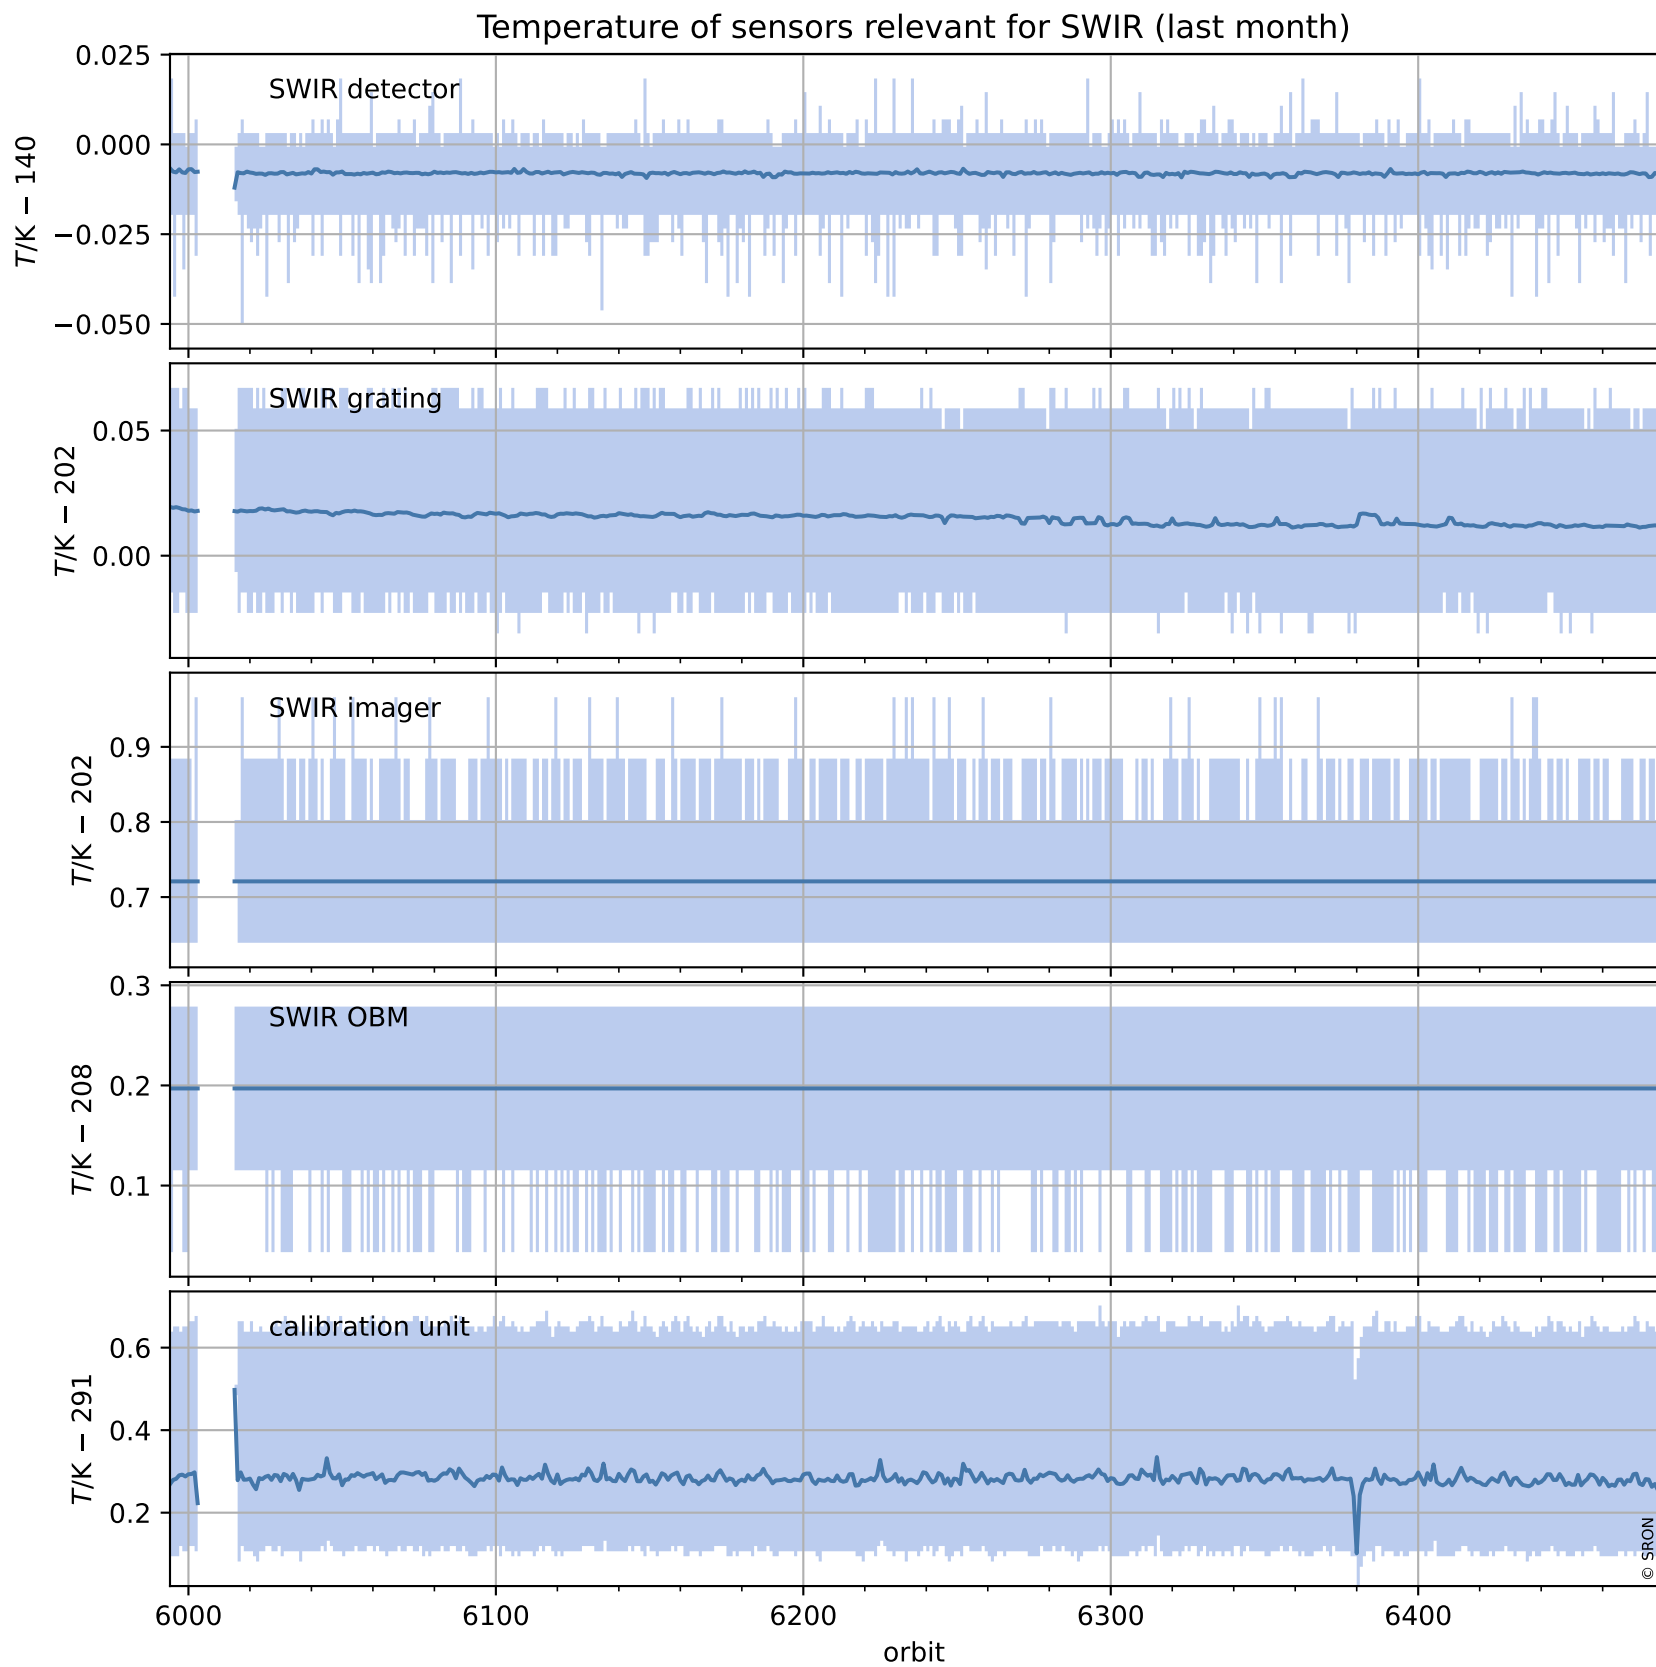 Temperature of sensors relevant for SWIR (last month)
0.025
0.000
−0.025
−0.050
T/K − 140
SWIR detector
0.05
0.00
T/K − 202
SWIR grating
0.9
0.8
0.7
T/K − 202
SWIR imager
0.3
0.2
0.1
T/K − 208
SWIR OBM
0.6
0.4
0.2
T/K − 291
calibration unit
© SRON
6000 6100 6200 6300 6400
orbit